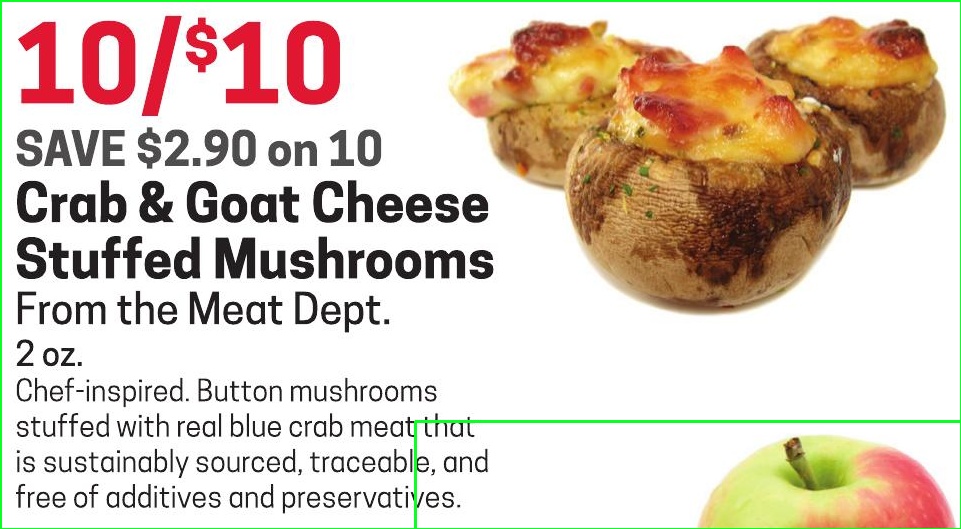 10/$10
SAVE $2.90 on 10
Crab & Goat Cheese
Stuffed Mushrooms
From the Meat Dept.
2 oz.
Chef-inspired. Button mushrooms
stuffed with real blue crab meat that
is sustainably sourced, traceable, and
free of additives and preservatives.